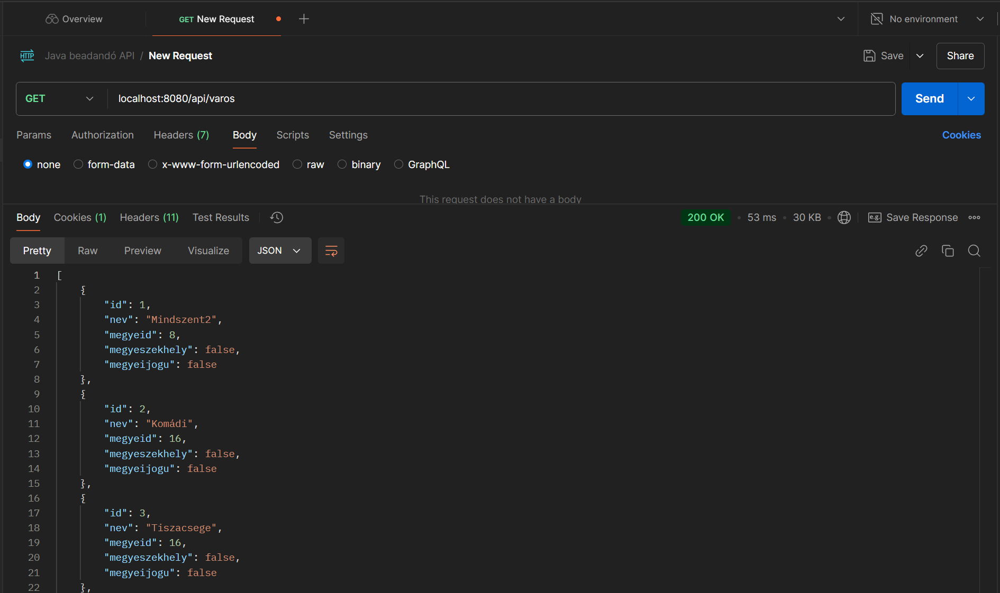 Overview GET New Request No environment
HTTP Java beandó API / New Request Save Share
GET localhost:8080/api/varos Send
Params Authorization Headers (7) Body Scripts Settings Cookies
none form-data x-www-form-urlencoded raw binary GraphQL
This request does not have a body
Body Cookies (1) Headers (11) Test Results 200 OK • 53 ms • 30 KB • e.g. Save Response
Pretty Raw Preview Visualize JSON
1 [
2 {
3 "id": 1,
4 "nev": "Mindszent2",
5 "megyeid": 8,
6 "megyeszekhely": false,
7 "megyeijogu": false
8 },
9 {
10 "id": 2,
11 "nev": "Komádi",
12 "megyeid": 16,
13 "megyeszekhely": false,
14 "megyeijogu": false
15 },
16 {
17 "id": 3,
18 "nev": "Tiszacsege",
19 "megyeid": 16,
20 "megyeszekhely": false,
21 "megyeijogu": false
22 },